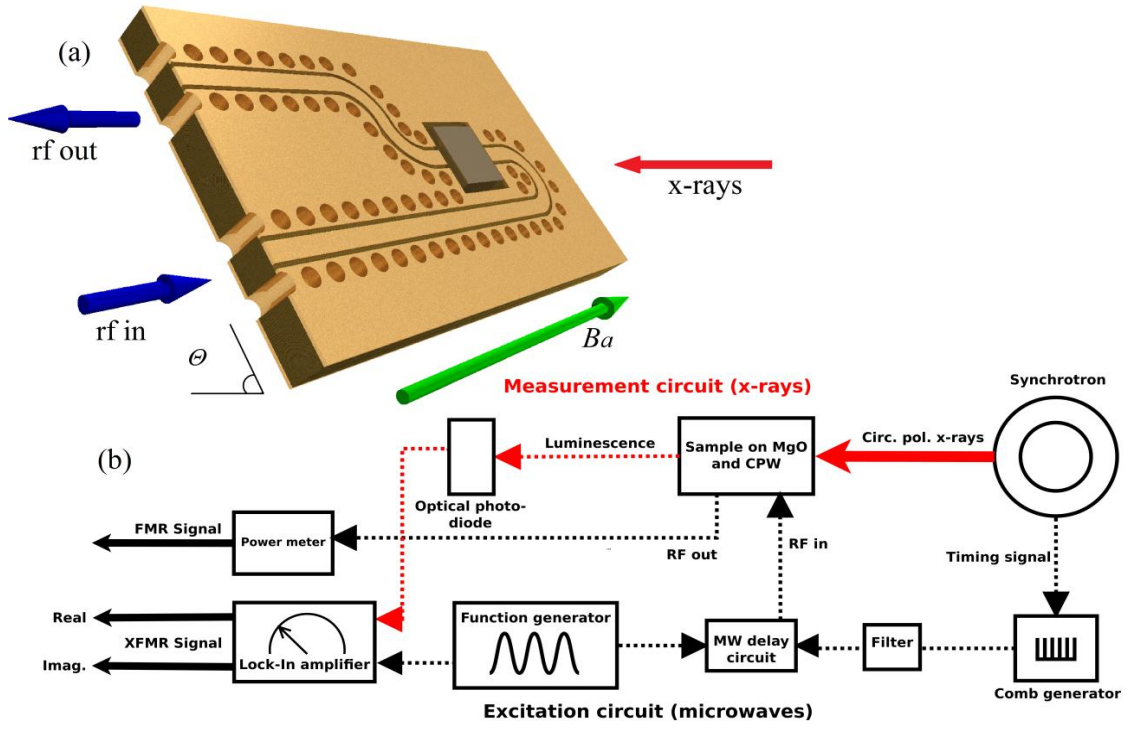 (a)
rf out
x-rays
rf in
Θ
Ba
Measurement circuit (x-rays)
Synchrotron
(b)
Luminescence
Sample on MgO
and CPW
Circ. pol. x-rays
Optical photo-
diode
FMR Signal
Power meter
RF out
RF in
Timing signal
Real
XFMR Signal
Imag.
Lock-In amplifier
Function generator
MW delay
circuit
Filter
Comb generator
Excitation circuit (microwaves)